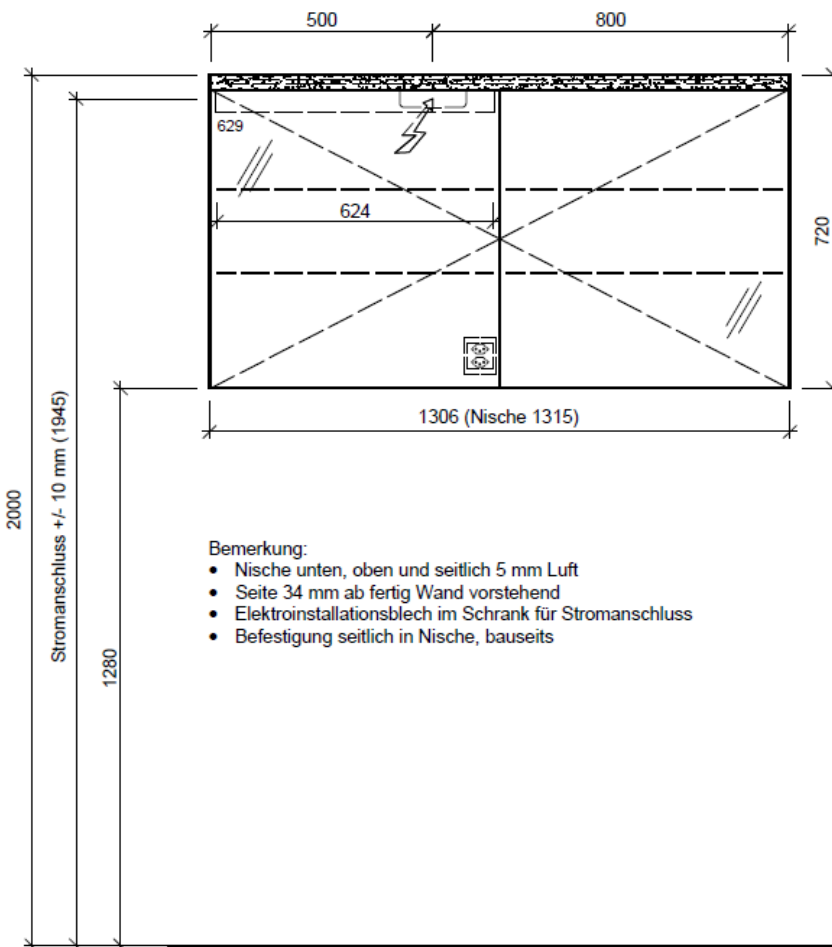 500
800
629
624
720
1306 (Nische 1315)
2000
Stromanschluss +/- 10 mm (1945)
1280
Bemerkung:
• Nische unten, oben und seitlich 5 mm Luft
• Seite 34 mm ab fertig Wand vorstehend
• Elektroinstallationsblech im Schrank für Stromanschluss
• Befestigung seitlich in Nische, bauseits